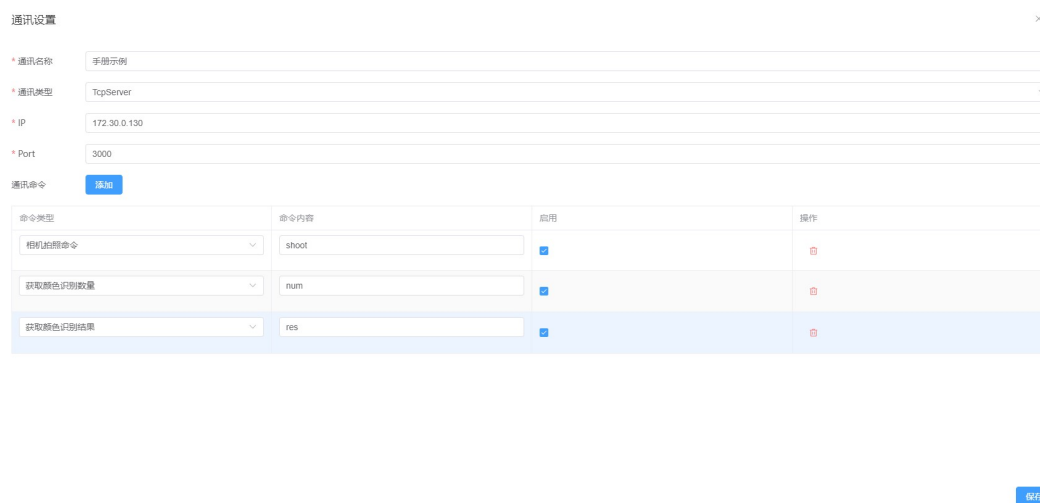 通讯设置
* 通讯名称 手册示例
* 通讯类型 TcpServer
* IP 172.30.0.130
* Port 3000
通讯命令 添加
命令类型 命令内容 启用 操作
相机拍照命令 shoot
获取颜色识别数量 num
获取颜色识别结果 res
保存